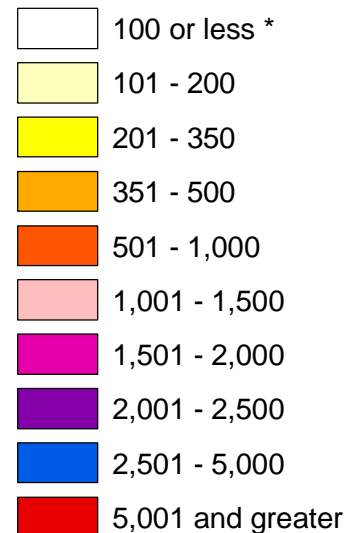 100 or less *
101 - 200
201 - 350
351 - 500
501 - 1,000
1,001 - 1,500
1,501 - 2,000
2,001 - 2,500
2,501 - 5,000
5,001 and greater